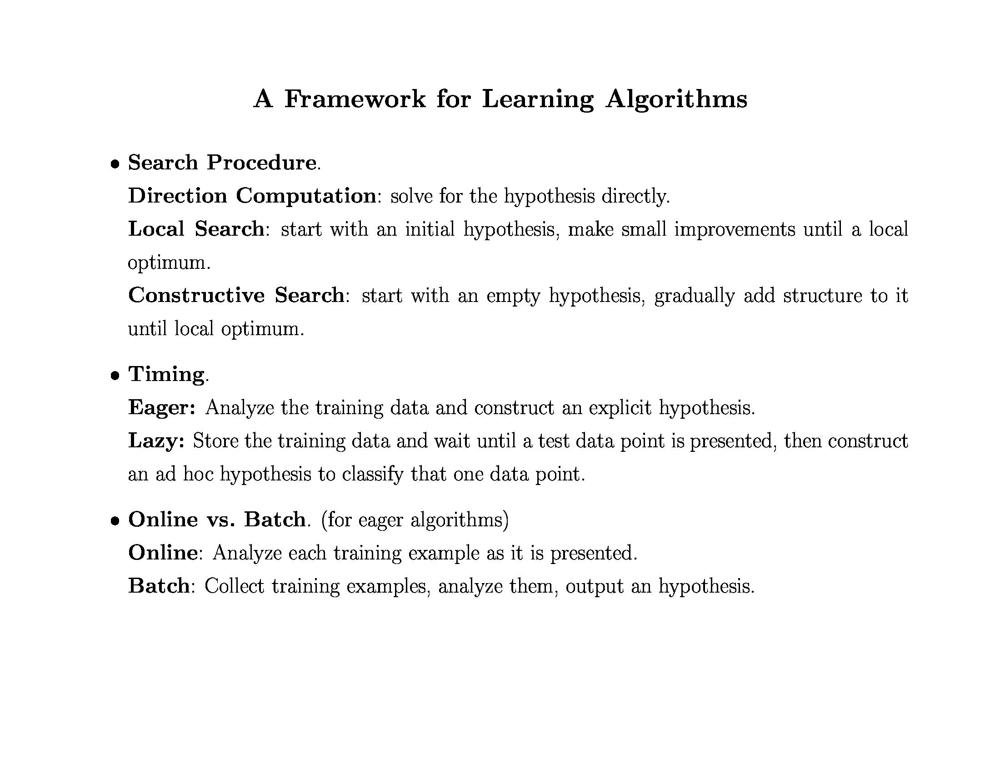 A Framework for Learning Algorithms
• Search Procedure.
Direction Computation: solve for the hypothesis directly.
Local Search: start with an initial hypothesis, make small improvements until a local
optimum.
Constructive Search: start with an empty hypothesis, gradually add structure to it
until local optimum.
• Timing.
Eager: Analyze the training data and construct an explicit hypothesis.
Lazy: Store the training data and wait until a test data point is presented, then construct
an ad hoc hypothesis to classify that one data point.
• Online vs. Batch. (for eager algorithms)
Online: Analyze each training example as it is presented.
Batch: Collect training examples, analyze them, output an hypothesis.